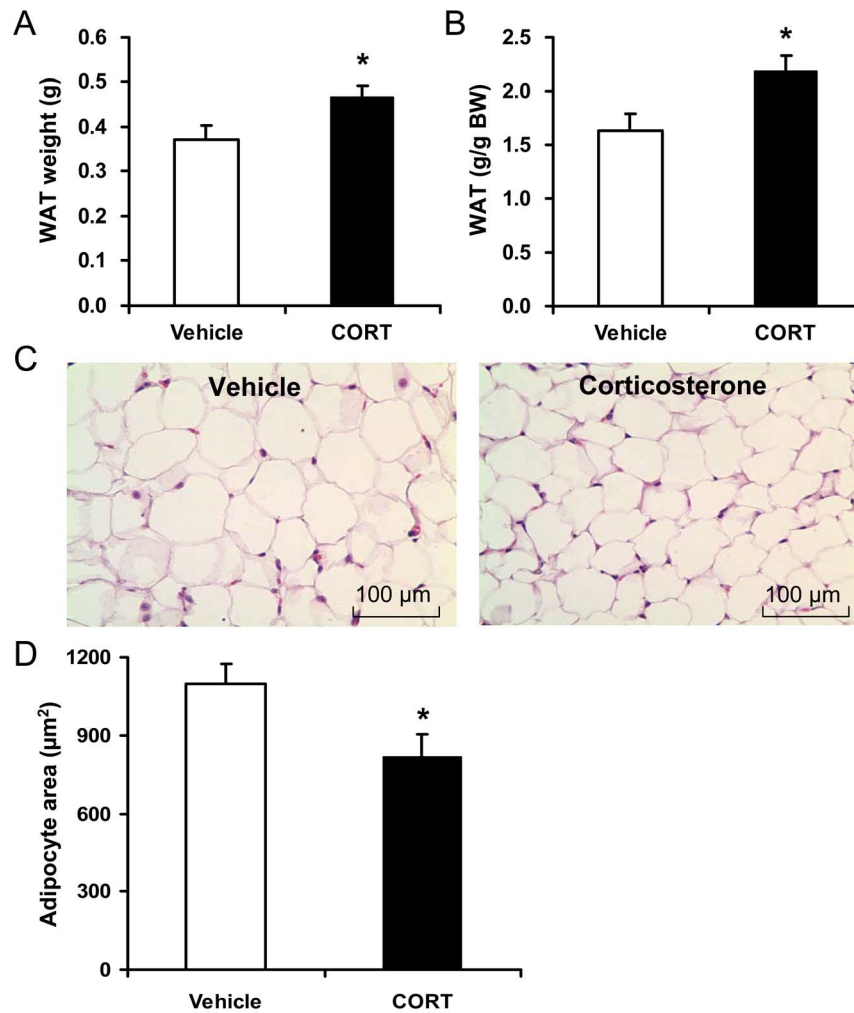 A
WAT weight (g)
0.6
0.5
0.4
0.3
0.2
0.1
0.0
*
Vehicle CORT
B
WAT (g/g BW)
2.5
2.0
1.5
1.0
0.5
0.0
*
Vehicle CORT
C
Vehicle
100 µm
Corticosterone
100 µm
D
Adipocyte area (µm²)
1200
900
600
300
0
*
Vehicle CORT